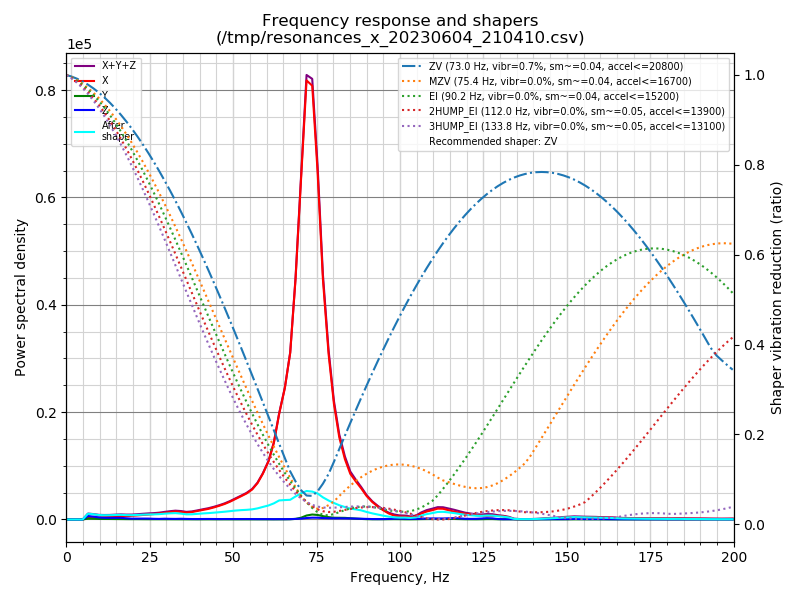 Frequency response and shapers
(/tmp/resonances_x_20230604_210410.csv)
1e5
X+Y+Z
X
Y
Z
After
shaper
ZV (73.0 Hz, vibr=0.7%, sm~=0.04, accel<=20800)
MZV (75.4 Hz, vibr=0.0%, sm~=0.04, accel<=16700)
EI (90.2 Hz, vibr=0.0%, sm~=0.04, accel<=15200)
2HUMP_EI (112.0 Hz, vibr=0.0%, sm~=0.05, accel<=13900)
3HUMP_EI (133.8 Hz, vibr=0.0%, sm~=0.05, accel<=13100)
Recommended shaper: ZV
0.8
0.6
0.4
0.2
0.0
Power spectral density
1.0
0.8
0.6
0.4
0.2
0.0
Shaper vibration reduction (ratio)
0 25 50 75 100 125 150 175 200
Frequency, Hz